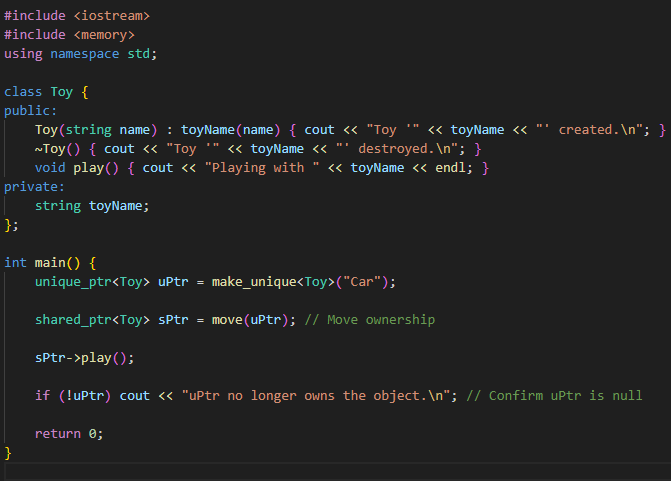 #include <iostream>
#include <memory>
using namespace std;

class Toy {
public:
    Toy(string name) : toyName(name) { cout << "Toy '" << toyName << "' created.\n"; }
    ~Toy() { cout << "Toy '" << toyName << "' destroyed.\n"; }
    void play() { cout << "Playing with " << toyName << endl; }
private:
    string toyName;
};

int main() {
    unique_ptr<Toy> uPtr = make_unique<Toy>("Car");

    shared_ptr<Toy> sPtr = move(uPtr); // Move ownership

    sPtr->play();

    if (!uPtr) cout << "uPtr no longer owns the object.\n"; // Confirm uPtr is null

    return 0;
}